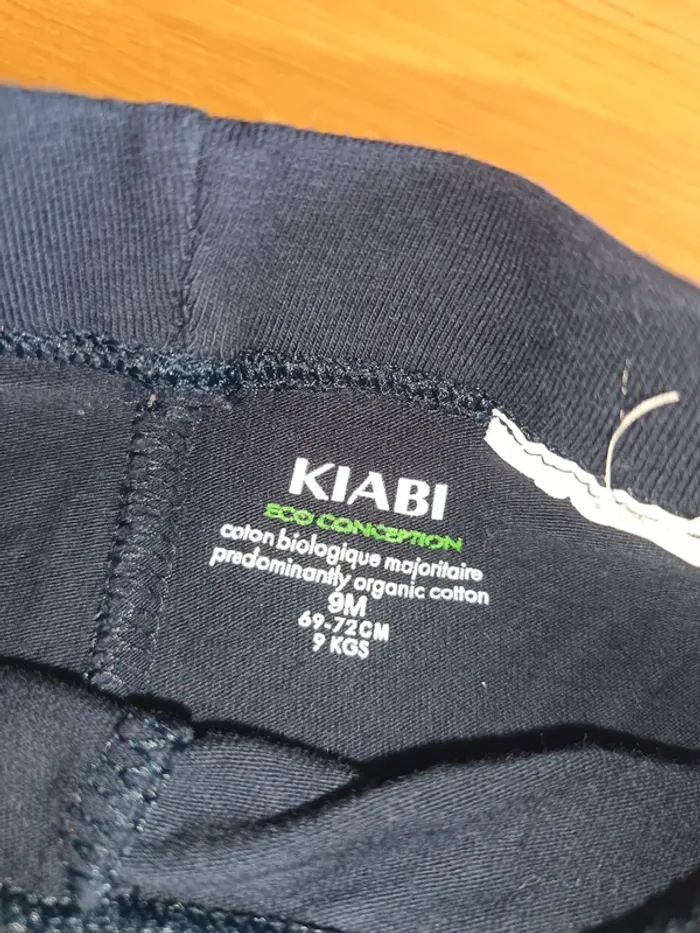 KIABI
ECO CONCEPTION
coton biologique majoritaire
predominantly organic cotton
9M
69-72CM
9 KGS